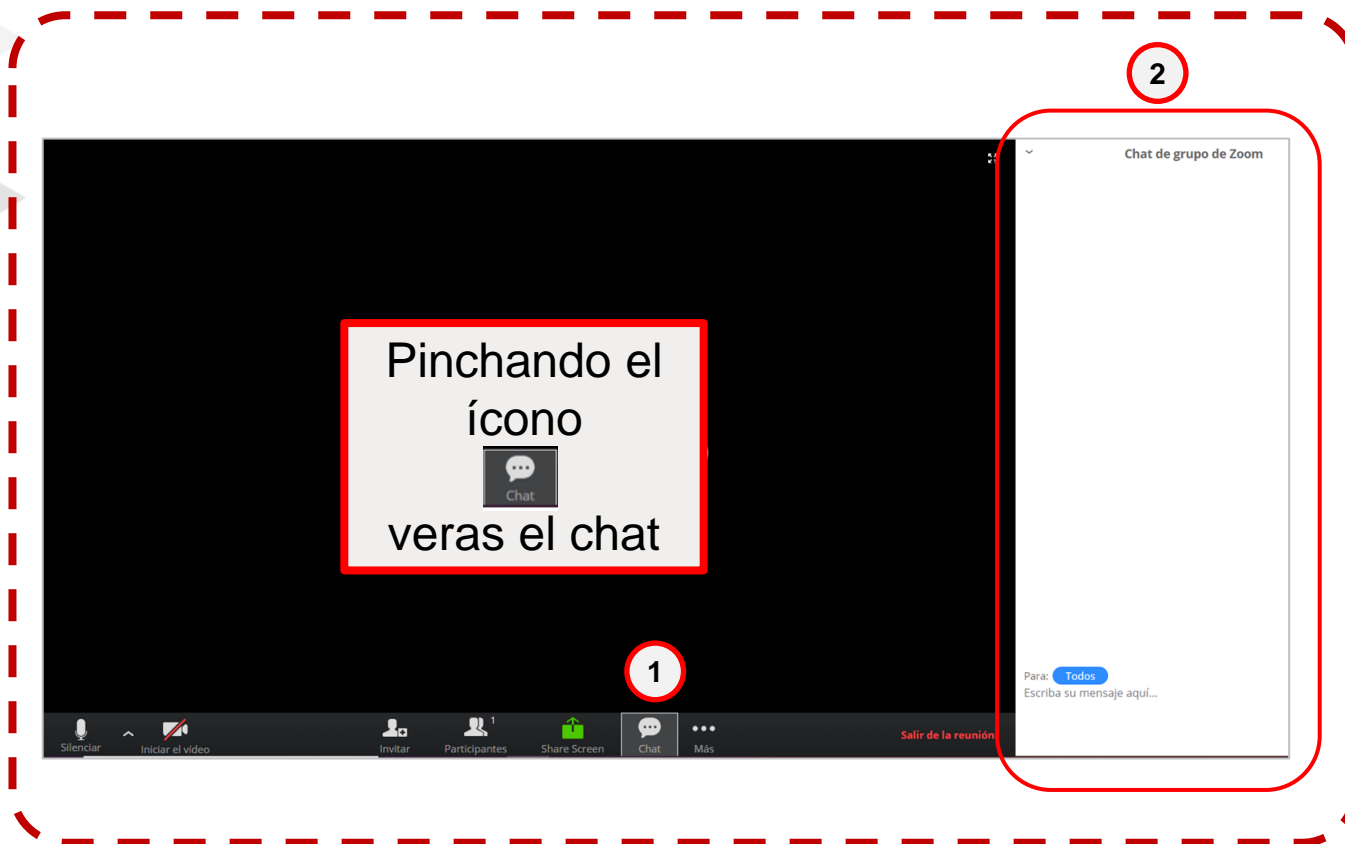 2
Chat de grupo de Zoom
Pinchando el
ícono
Chat
veras el chat
1
Para: Todos
Escriba su mensaje aquí...
Silenciar Iniciar el vídeo Invitar Participantes 1 Share Screen Chat Más Salir de la reunión